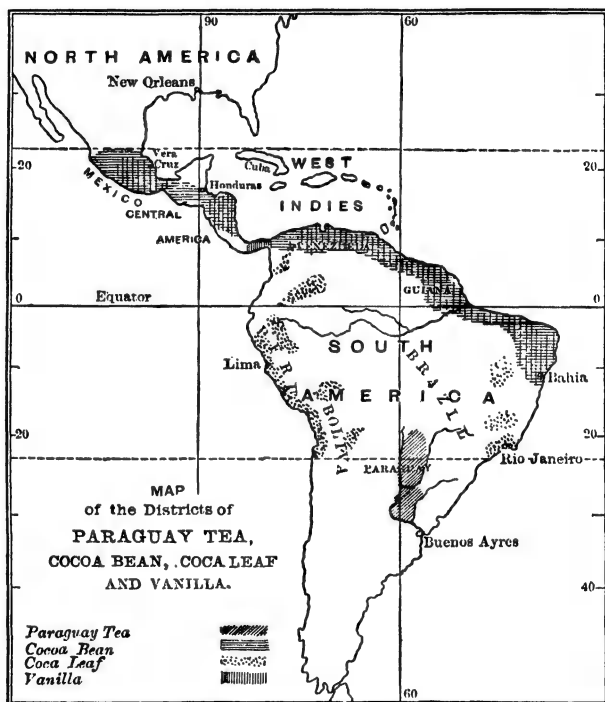 90 60
NORTH AMERICA
New Orleans
20 20
Vera
Cruz
Cuba
WEST
Honduras
MEXICO
INDIES
CENTRAL
AMERICA
VENEZUELA
GUIANA
Equator
0 0
SOUTH
PERU
Lima
BRAZIL
Bahia
AMERICA
BOLIVIA
20 20
PARAGUAY
Rio Janeiro
MAP
of the Districts of
PARAGUAY TEA,
COCOA BEAN, COCA LEAF
AND VANILLA.
Buenos Ayres
40 40
Paraguay Tea
Cocoa Bean
Coca Leaf
Vanilla
60